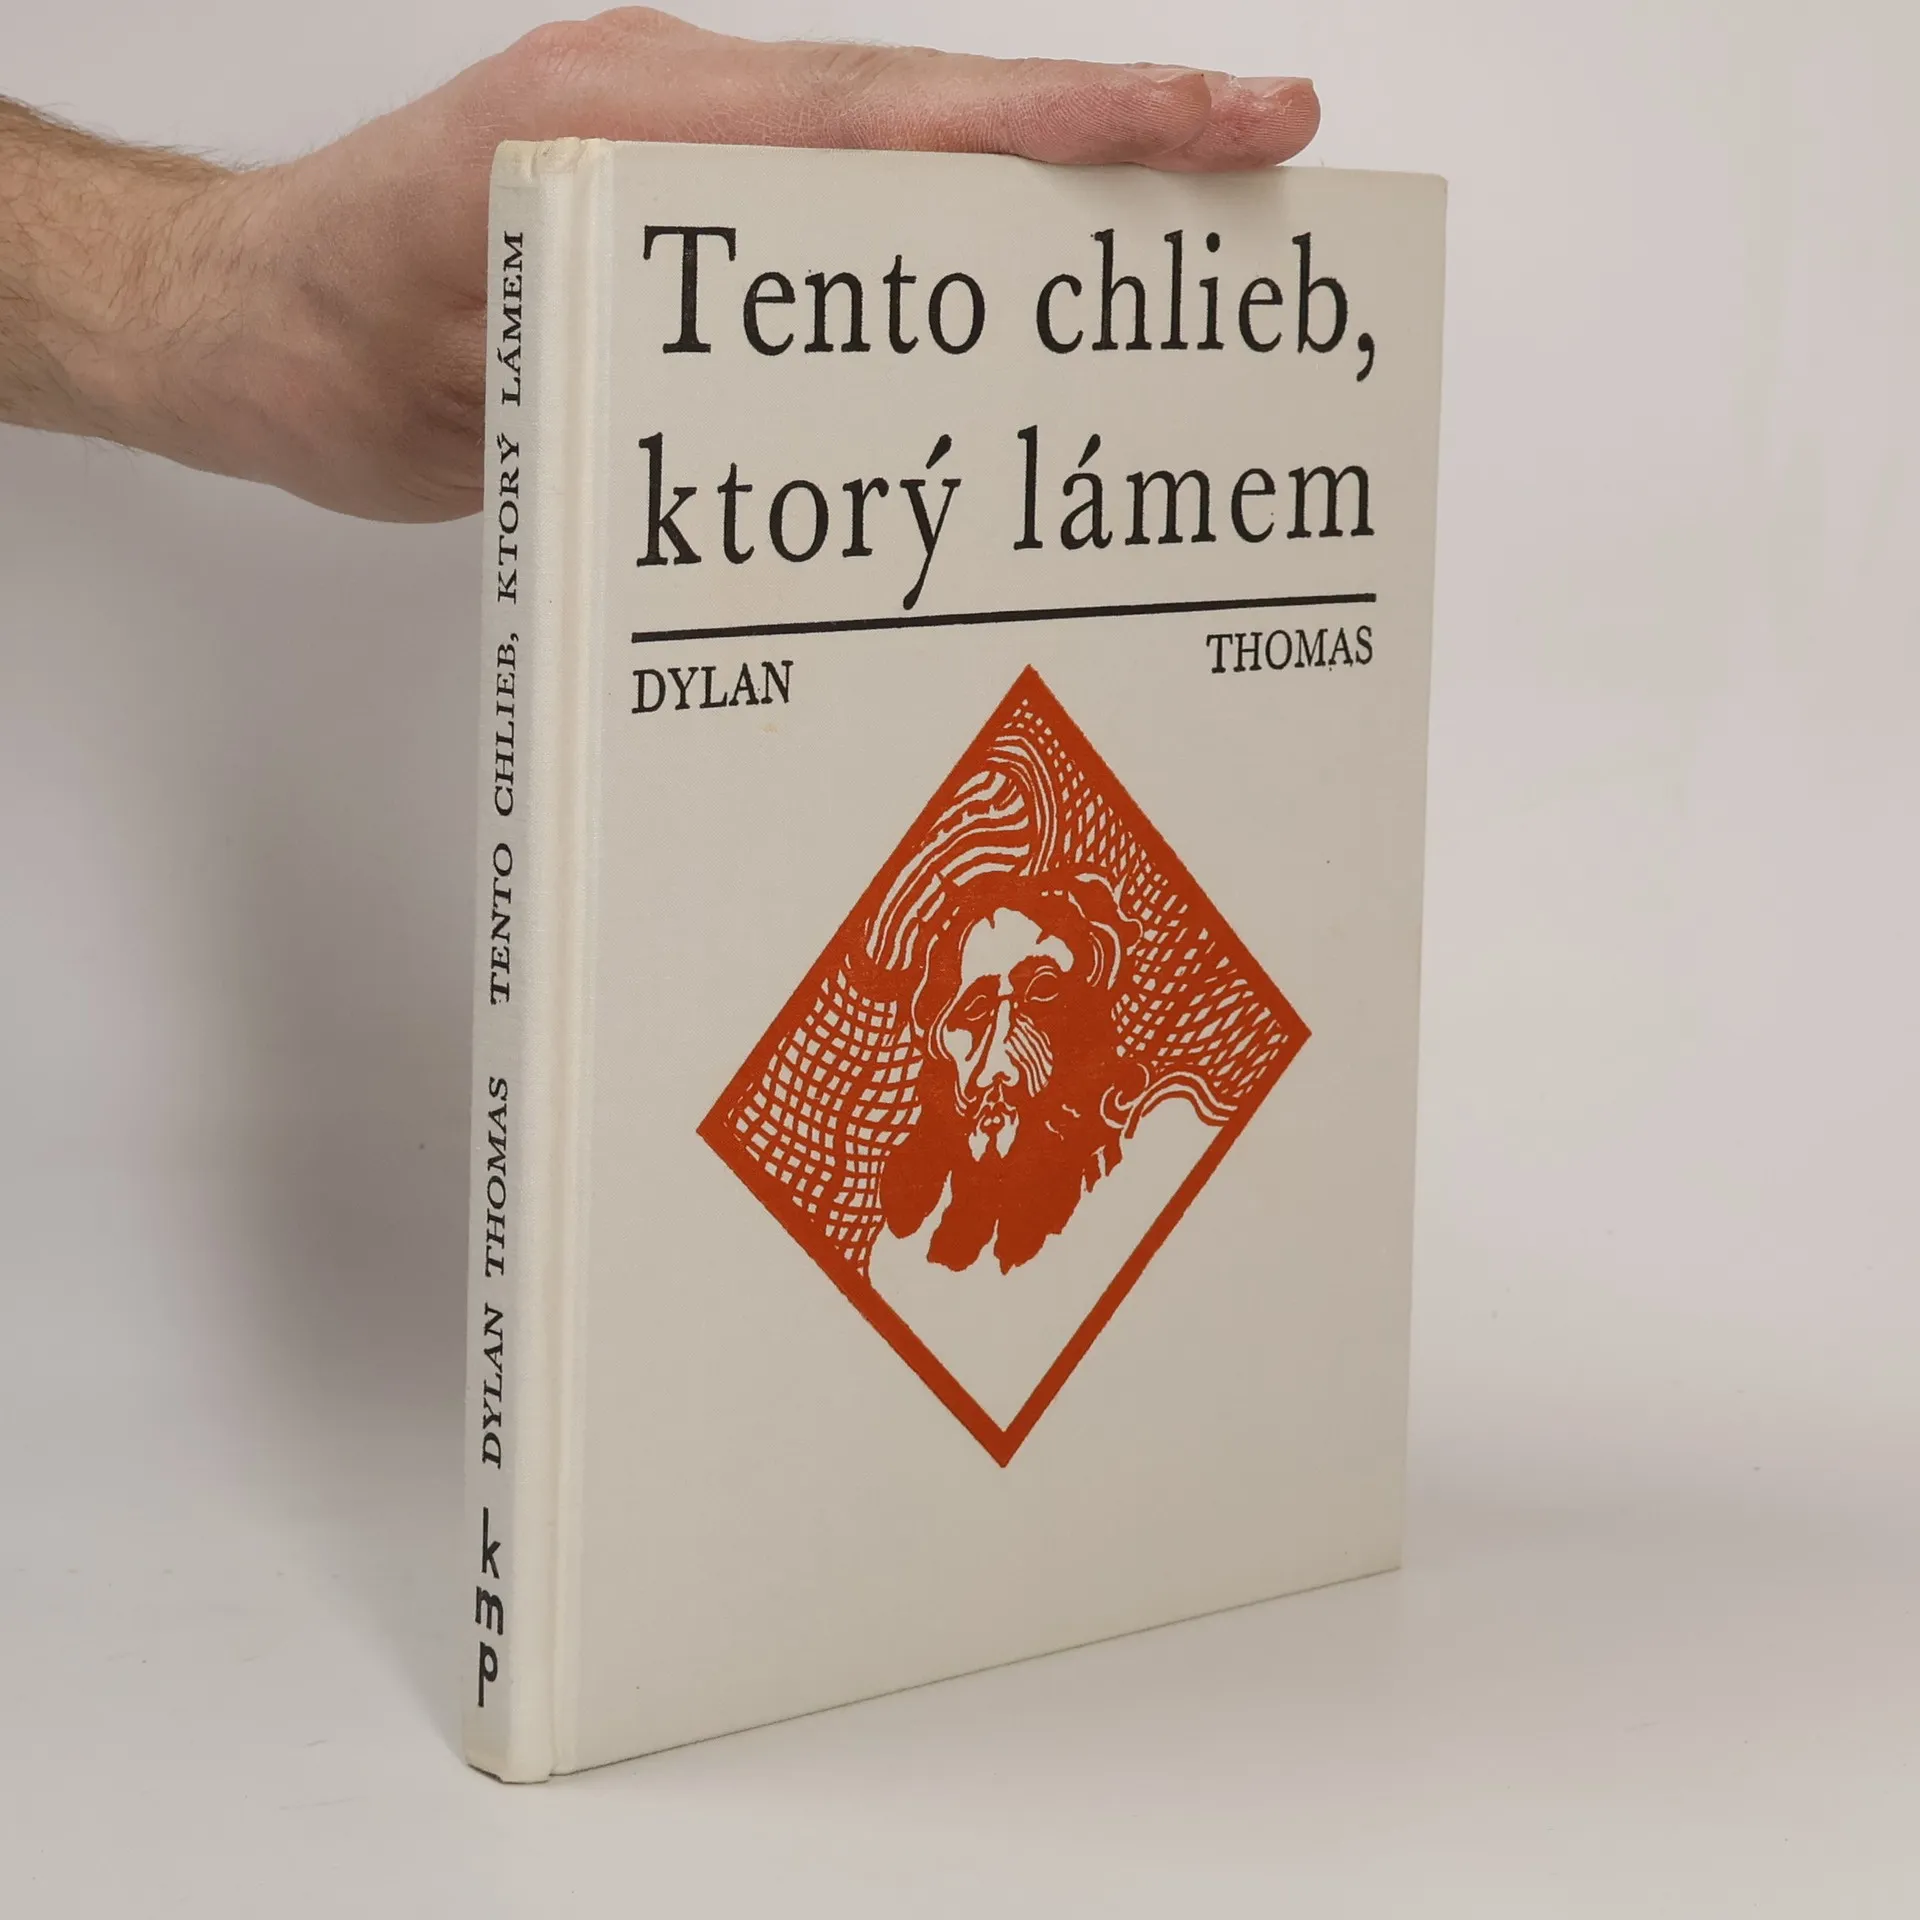 Tento chlieb,
ktorý lámem
DYLAN THOMAS
DYLAN THOMAS TENTO CHLIEB, KTORÝ LÁMEM
kmp